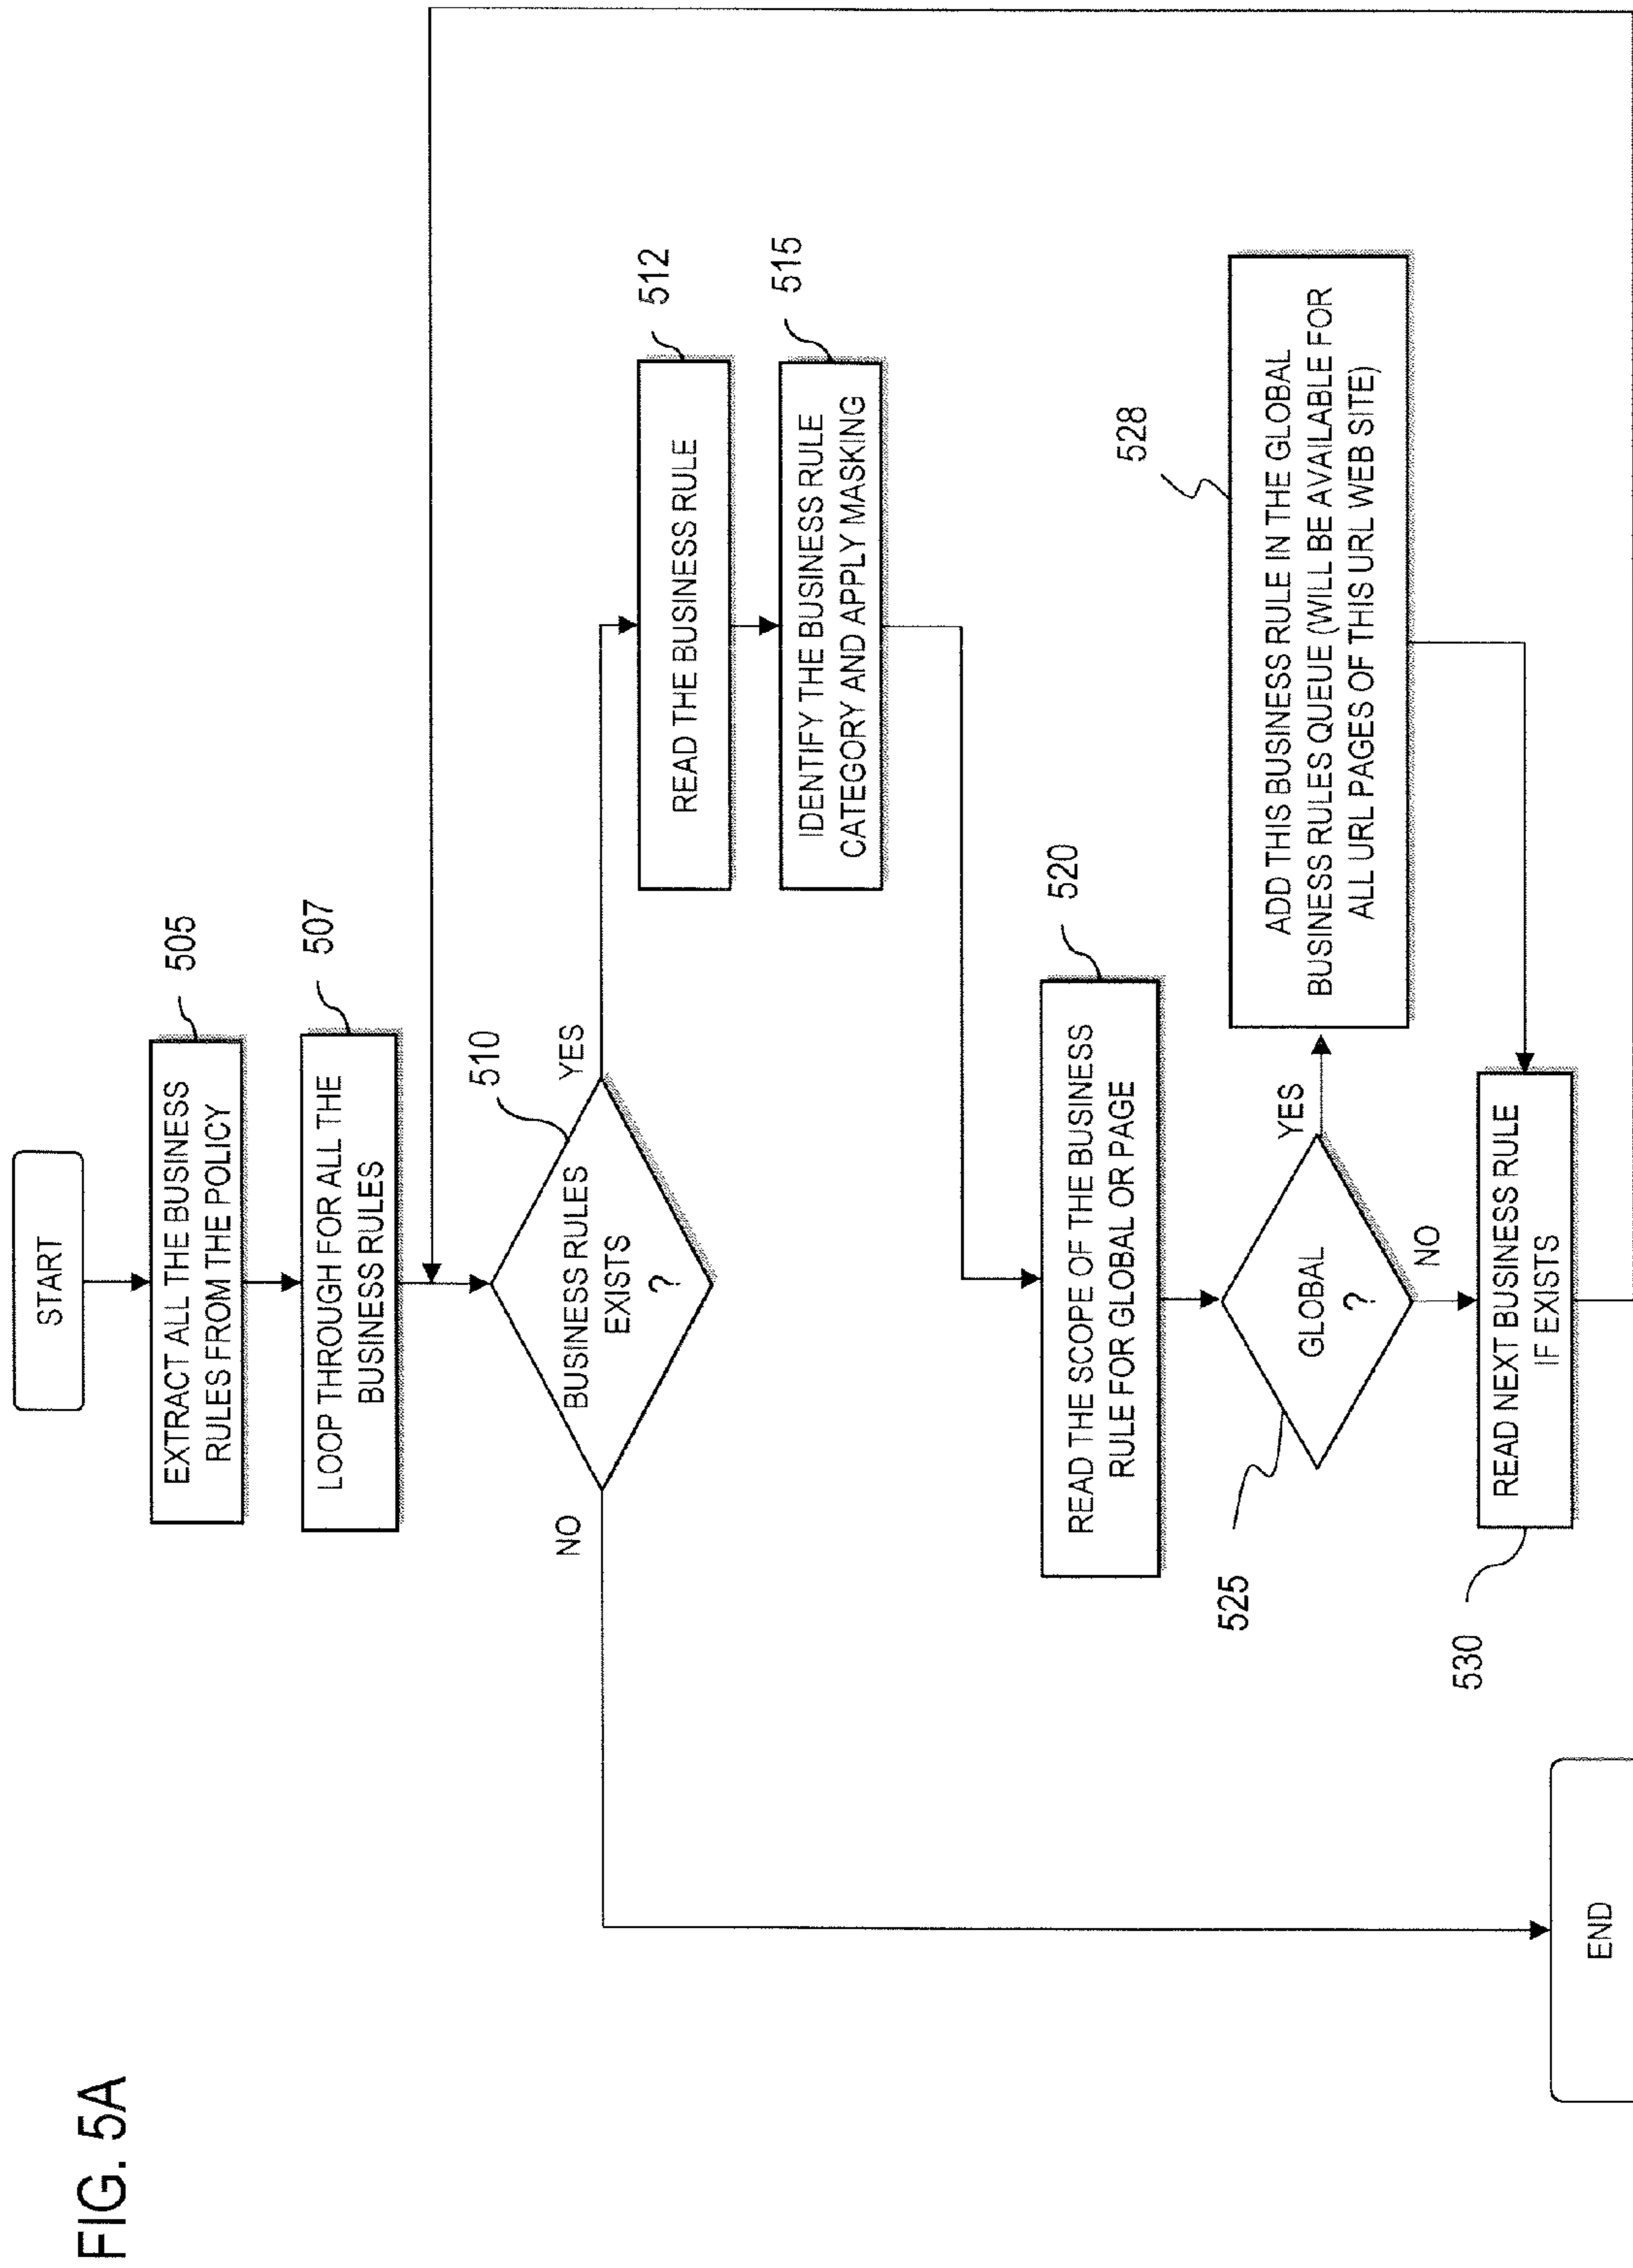 FIG. 5A
START
505
EXTRACT ALL THE BUSINESS
RULES FROM THE POLICY
507
LOOP THROUGH FOR ALL THE
BUSINESS RULES
510
BUSINESS RULES
EXISTS
?
NO
YES
512
READ THE BUSINESS RULE
515
IDENTIFY THE BUSINESS RULE
CATEGORY AND APPLY MASKING
520
READ THE SCOPE OF THE BUSINESS
RULE FOR GLOBAL OR PAGE
525
GLOBAL
?
YES
NO
528
ADD THIS BUSINESS RULE IN THE GLOBAL
BUSINESS RULES QUEUE (WILL BE AVAILABLE FOR
ALL URL PAGES OF THIS URL WEB SITE)
530
READ NEXT BUSINESS RULE
IF EXISTS
END